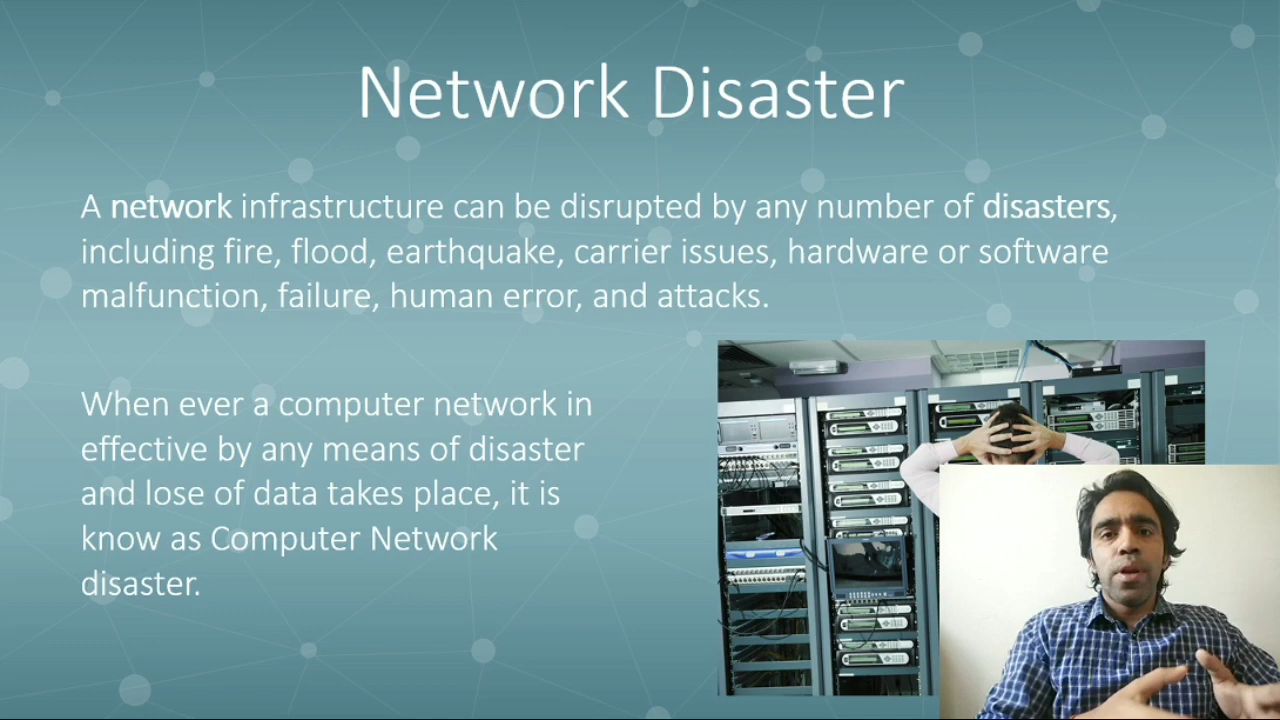 Network Disaster
A network infrastructure can be disrupted by any number of disasters,
including fire, flood, earthquake, carrier issues, hardware or software
malfunction, failure, human error, and attacks.
When ever a computer network in
effective by any means of disaster
and lose of data takes place, it is
know as Computer Network
disaster.